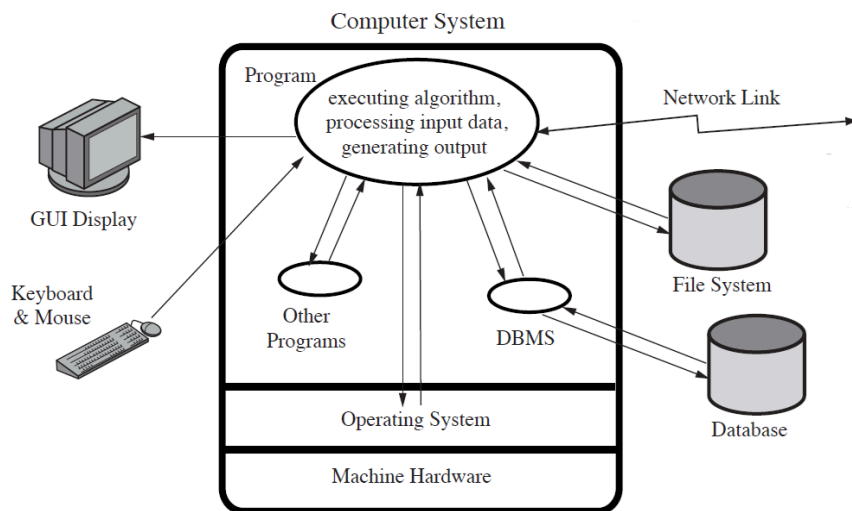 Computer System
Program
executing algorithm,
processing input data,
generating output
Network Link
GUI Display
Keyboard
& Mouse
Other
Programs
DBMS
File System
Operating System
Database
Machine Hardware